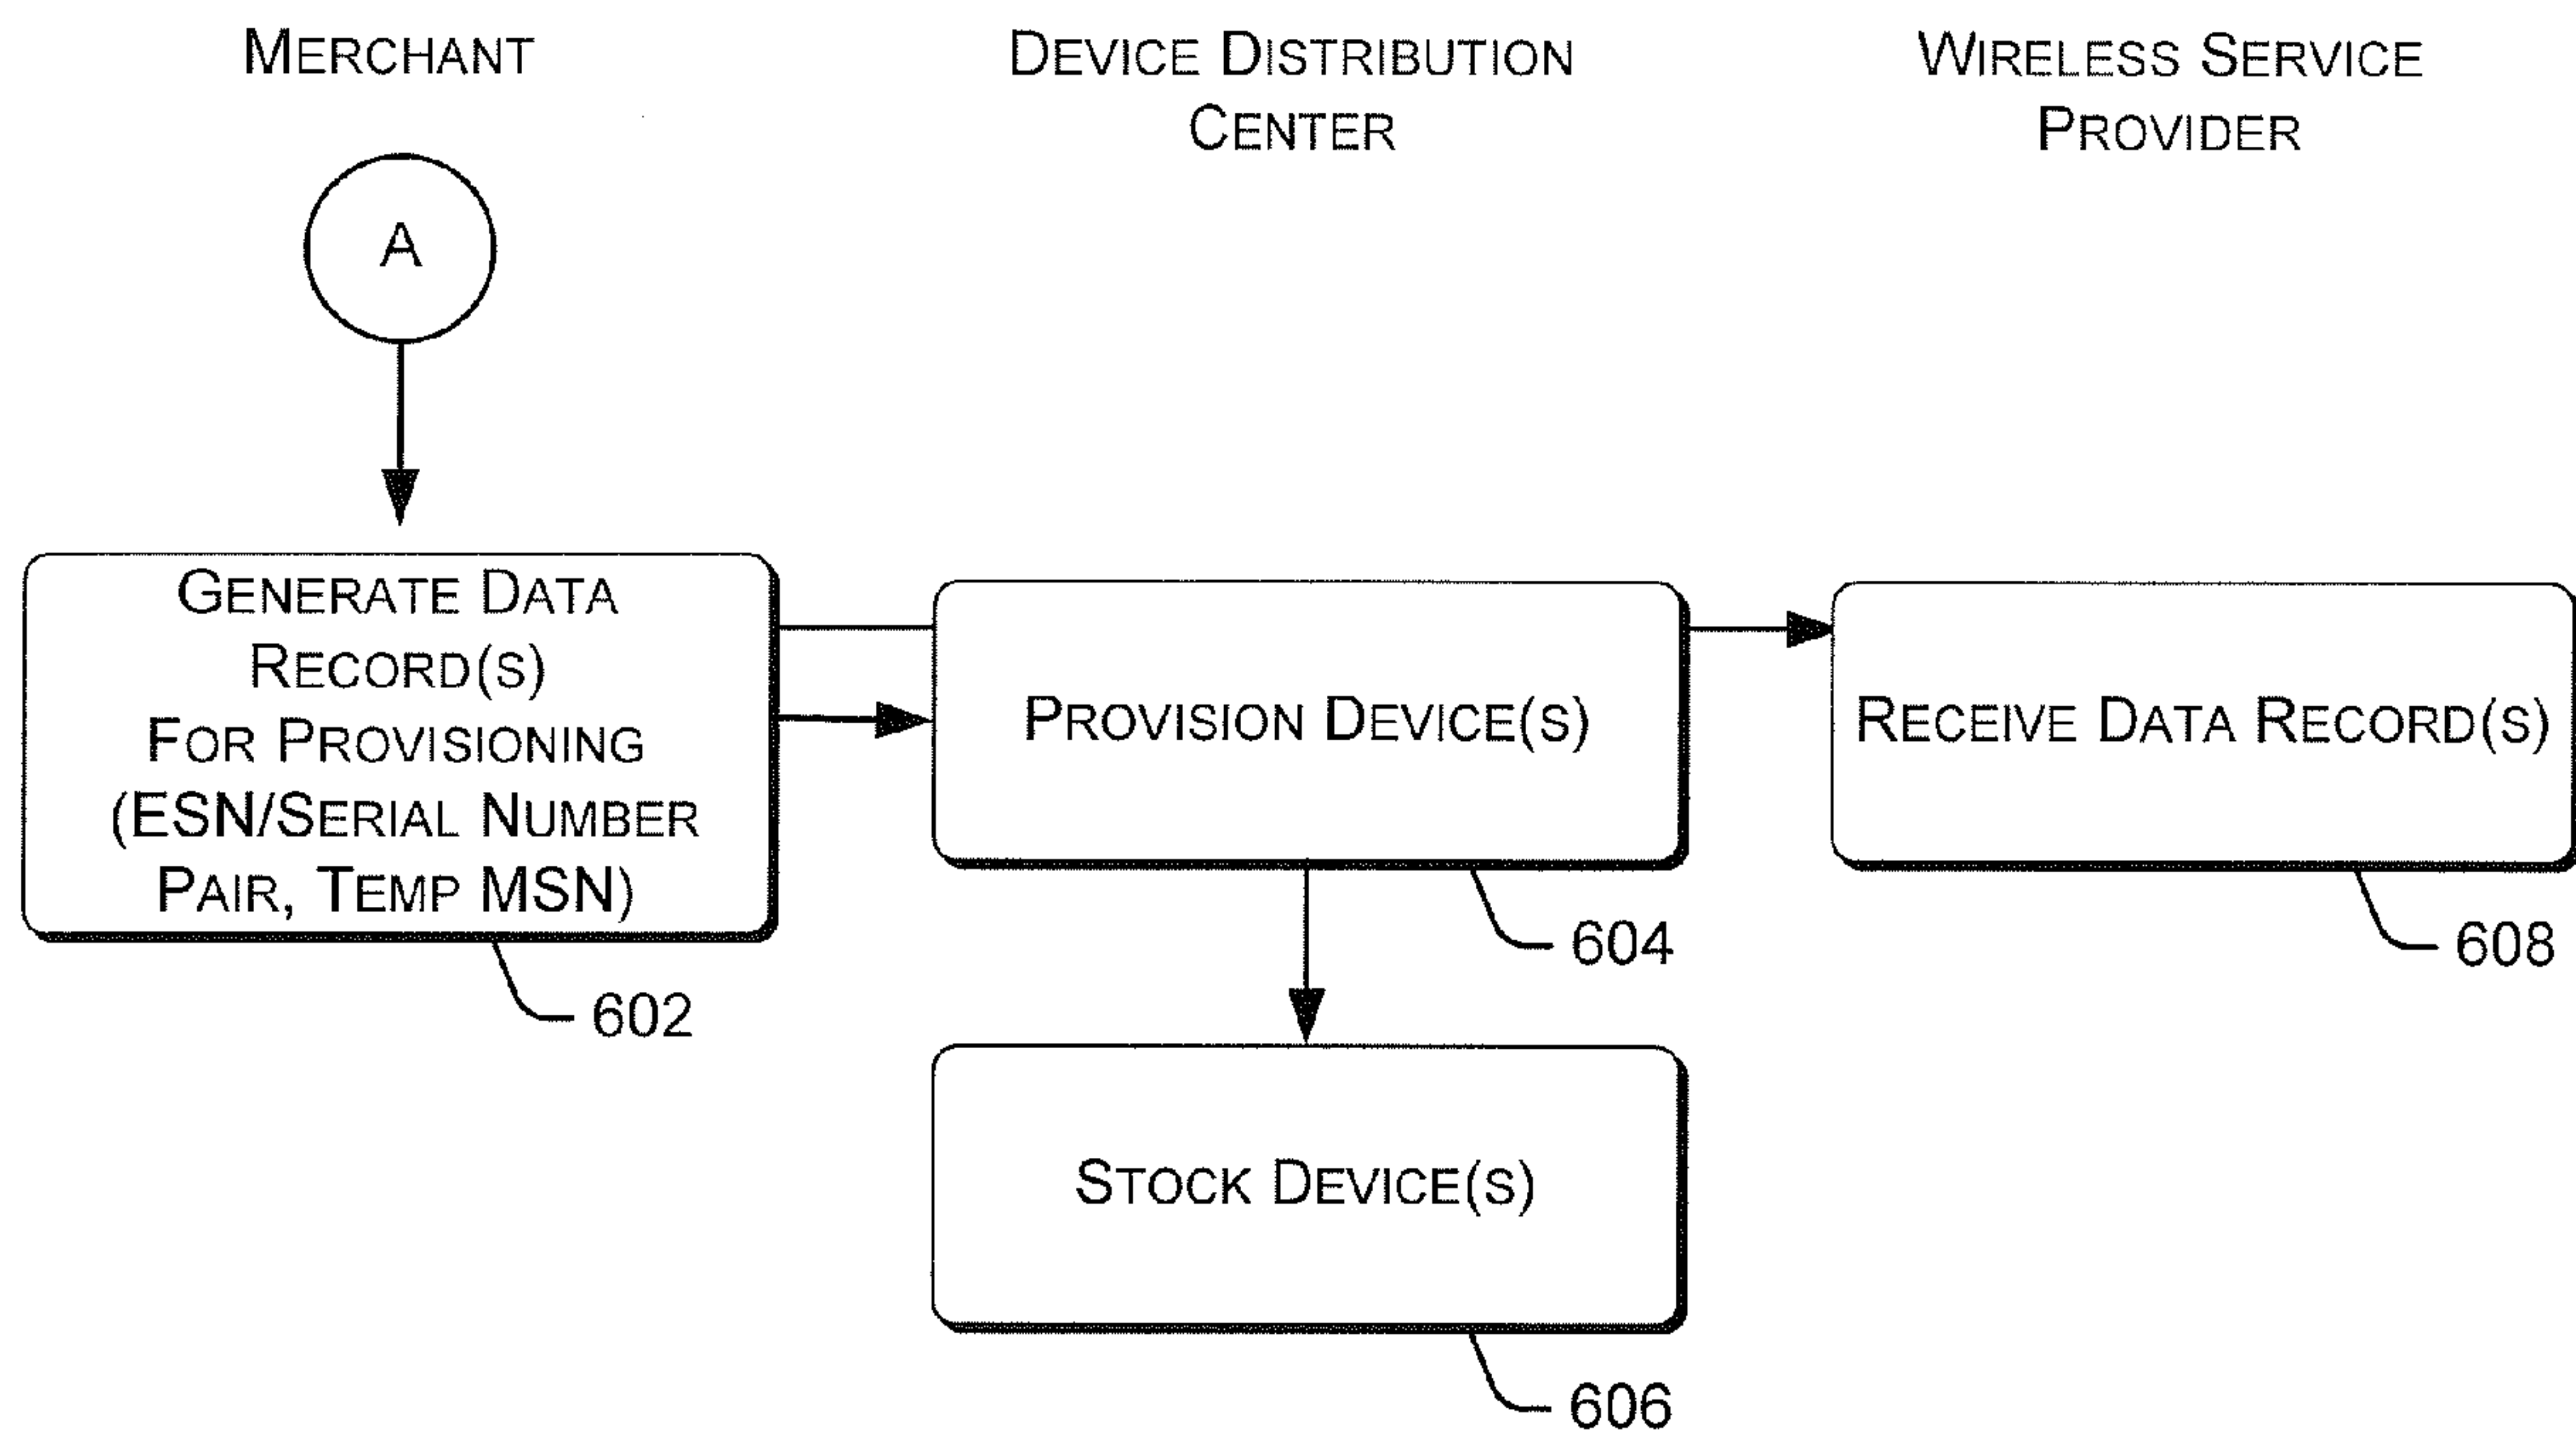 MERCHANT
DEVICE DISTRIBUTION
CENTER
WIRELESS SERVICE
PROVIDER
A
GENERATE DATA
RECORD(S)
FOR PROVISIONING
(ESN/SERIAL NUMBER
PAIR, TEMP MSN)
602
PROVISION DEVICE(S)
604
RECEIVE DATA RECORD(S)
608
STOCK DEVICE(S)
606